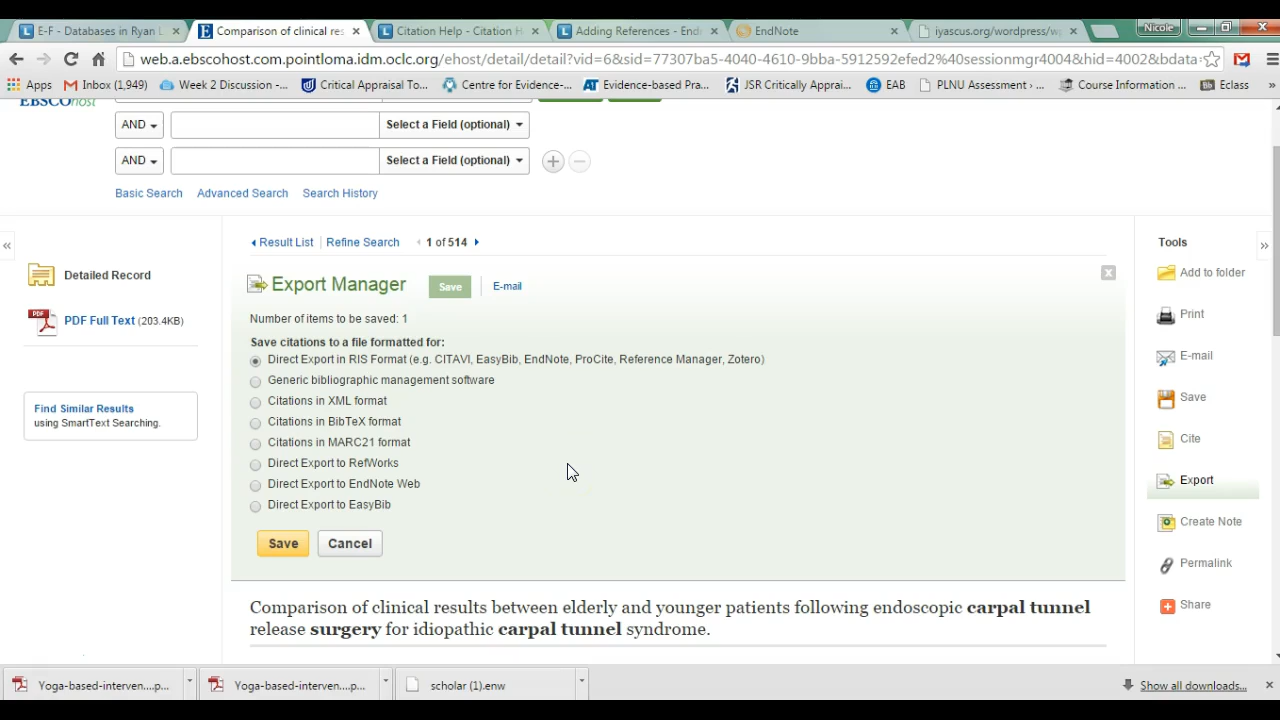 E-F - Databases in Ryan L
Comparison of clinical res
Citation Help - Citation H
Adding References - End
EndNote
iyascus.org/wordpress/wp
Nicole
web.a.ebscohost.com.pointloma.idm.oclc.org/ehost/detail/detail?vid=6&sid=77307ba5-4040-4610-9bba-5912592efed2%40sessionmgr4004&hid=4002&bdata=
Apps
Inbox (1,949)
Week 2 Discussion -...
Critical Appraisal To...
Centre for Evidence-...
Evidence-based Pra...
JSR Critically Apprai...
EAB
PLNU Assessment › ...
Course Information ...
Eclass
EBSCOhost
AND
Select a Field (optional)
AND
Select a Field (optional)
Basic Search
Advanced Search
Search History
Result List
Refine Search
1 of 514
Tools
Detailed Record
PDF Full Text (203.4KB)
Find Similar Results
using SmartText Searching.
Export Manager
Save
E-mail
Number of items to be saved: 1
Save citations to a file formatted for:
Direct Export in RIS Format (e.g. CITAVI, EasyBib, EndNote, ProCite, Reference Manager, Zotero)
Generic bibliographic management software
Citations in XML format
Citations in BibTeX format
Citations in MARC21 format
Direct Export to RefWorks
Direct Export to EndNote Web
Direct Export to EasyBib
Save
Cancel
Comparison of clinical results between elderly and younger patients following endoscopic carpal tunnel
release surgery for idiopathic carpal tunnel syndrome.
Add to folder
Print
E-mail
Save
Cite
Export
Create Note
Permalink
Share
Yoga-based-interven....p...
Yoga-based-interven....p...
scholar (1).enw
Show all downloads...